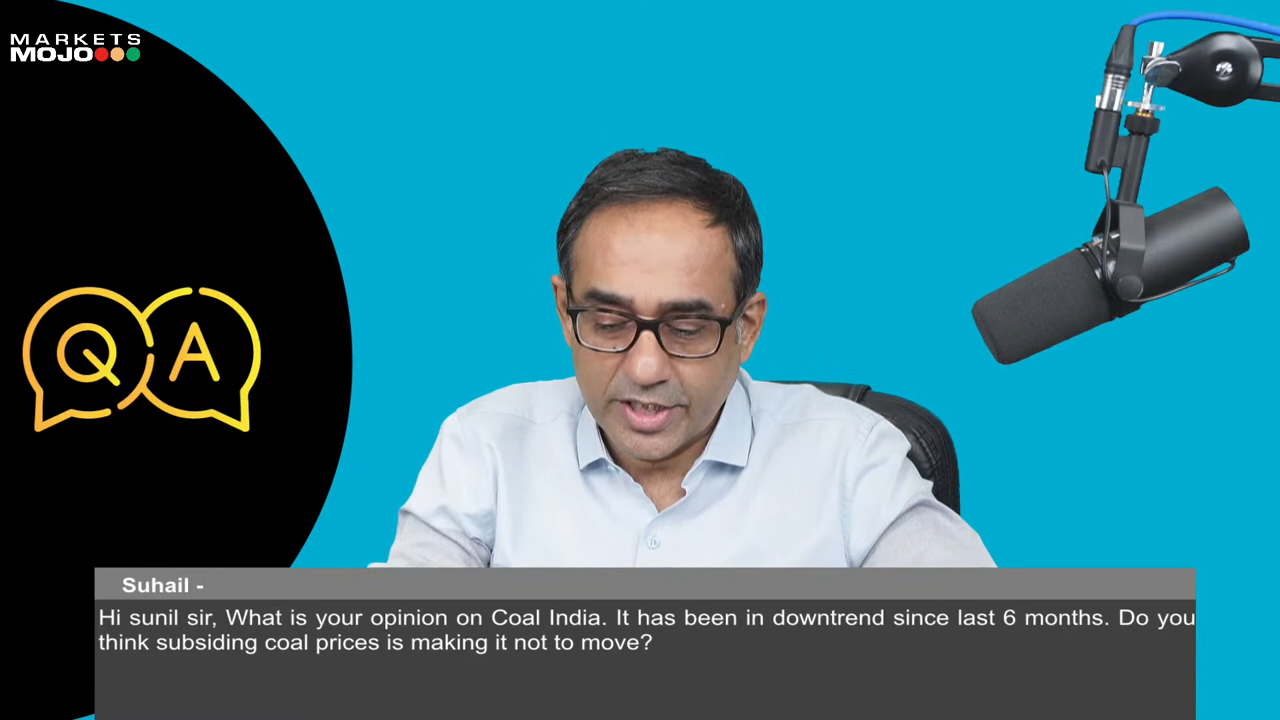 MARKETS
MOJO
Q A
Suhail -
Hi sunil sir, What is your opinion on Coal India. It has been in downtrend since last 6 months. Do you
think subsiding coal prices is making it not to move?